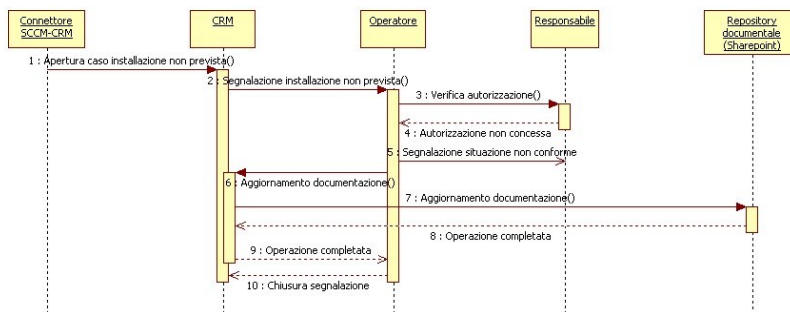 Connettore
SCCM-CRM
CRM
Operatore
Responsabile
Repository
documentale
(Sharepoint)
1 : Apertura caso installazione non prevista()
2 : Segnalazione installazione non prevista()
3 : Verifica autorizzazione()
4 : Autorizzazione non concessa
5 : Segnalazione situazione non conforme
6 : Aggiornamento documentazione()
7 : Aggiornamento documentazione()
8 : Operazione completata
9 : Operazione completata
10 : Chiusura segnalazione